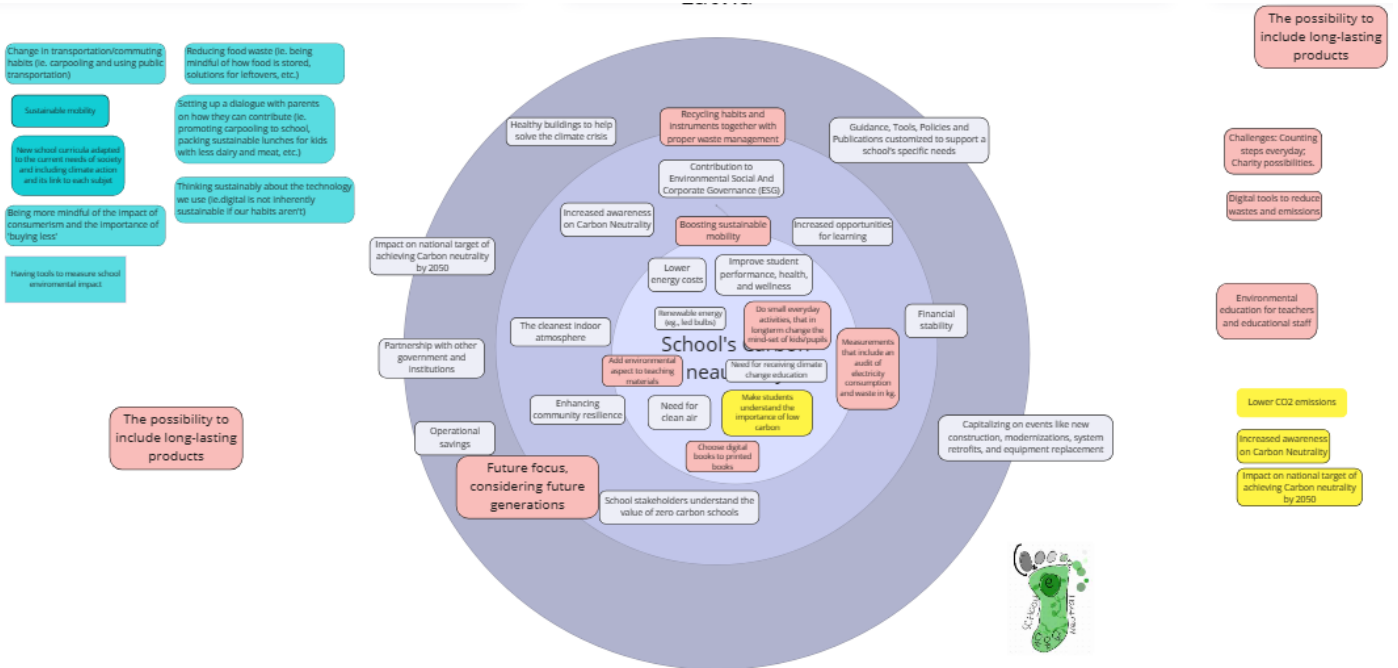 Change in transportation/commuting
habits (ie. carpooling and using public
transportation)
Sustainable mobility
New school curricula adapted
to the current needs of society
and including climate action
and its link to each subjet
Being more mindful of the impact of
consumerism and the importance of
'buying less'
Having tools to measure school
enviromental impact
Reducing food waste (ie. being
mindful of how food is stored,
solutions for leftovers, etc.)
Setting up a dialogue with parents
on how they can contribute (ie.
promoting carpooling to school,
packing sustainable lunches for kids
with less dairy and meat, etc.)
Thinking sustainably about the technology
we use (ie.digital is not inherently
sustainable if our habits aren't)
The possibility to
include long-lasting
products
Healthy buildings to help
solve the climate crisis
Recycling habits and
instruments together with
proper waste management
Guidance, Tools, Policies and
Publications customized to support a
school's specific needs
Contribution to
Environmental Social And
Corporate Governance (ESG)
Increased awareness
on Carbon Neutrality
Boosting sustainable
mobility
Increased opportunities
for learning
Impact on national target of
achieving Carbon neutrality
by 2050
Lower
energy costs
Improve student
performance, health,
and wellness
Renewable energy
(eg., led bulbs)
Do small everyday
activities, that in
longterm change the
mind-set of kids/pupils
Financial
stability
The cleanest indoor
atmosphere
School's Carbon
Partnership with other
government and
institutions
Add environmental
aspect to teaching
materials
Need for receiving climate
change education
Measurements
that include an
audit of
electricity
consumption
and waste in kg.
Enhancing
community resilience
Need for
clean air
Make students
understand the
importance of low
carbon
Operational
savings
Choose digital
books to printed
books
Capitalizing on events like new
construction, modernizations, system
retrofits, and equipment replacement
Future focus,
considering future
generations
School stakeholders understand the
value of zero carbon schools
The possibility to
include long-lasting
products
Challenges: Counting
steps everyday;
Charity possibilities.
Digital tools to reduce
wastes and emissions
Environmental
education for teachers
and educational staff
Lower CO2 emissions
Increased awareness
on Carbon Neutrality
Impact on national target of
achieving Carbon neutrality
by 2050
SCHOOL
NeuTral